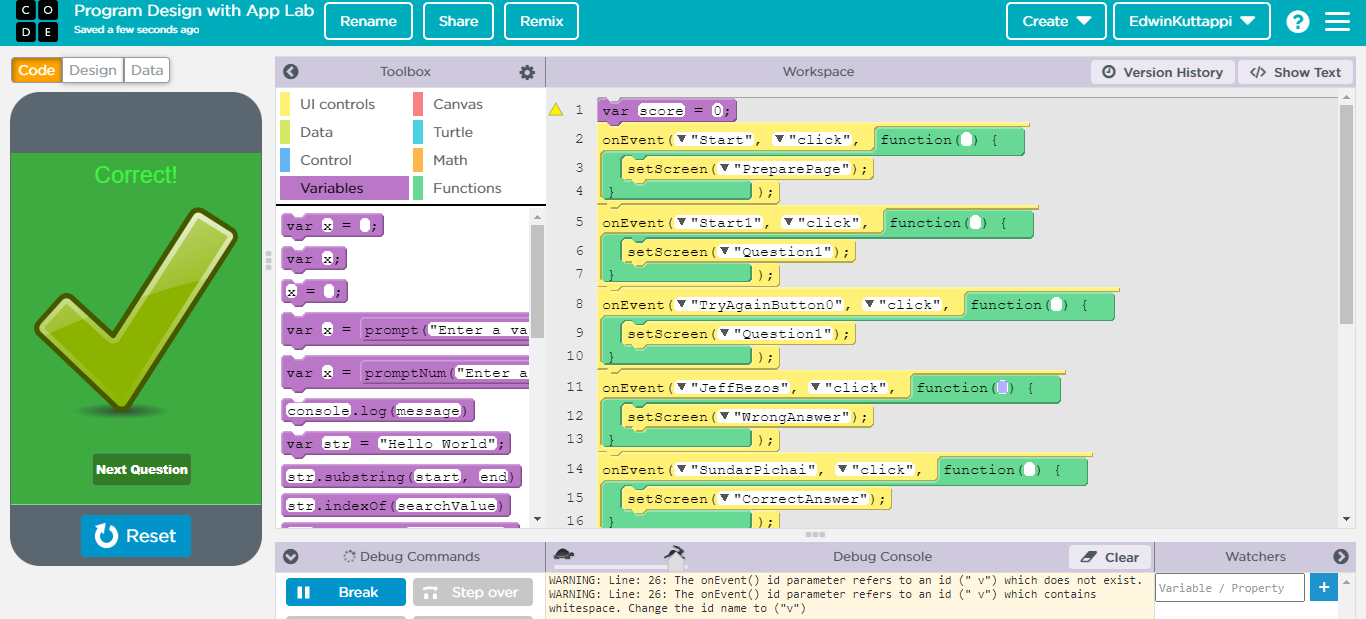 CODE
Program Design with App Lab
Saved a few seconds ago
Rename
Share
Remix
Create
EdwinKuttappi
?
Code
Design
Data
Toolbox
Workspace
Version History
</> Show Text
Correct!
Next Question
Reset
UI controls
Canvas
Data
Turtle
Control
Math
Variables
Functions
var x = ;
var x;
x = ;
var x = prompt("Enter a va
var x = promptNum("Enter a
console.log(message)
var str = "Hello World";
str.substring(start, end)
str.indexOf(searchValue)
1 var score = 0;
2 onEvent(▼"Start", ▼"click", function( ) {
3 setScreen(▼"PreparePage");
4 } );
5 onEvent(▼"Start1", ▼"click", function( ) {
6 setScreen(▼"Question1");
7 } );
8 onEvent(▼"TryAgainButton0", ▼"click", function( ) {
9 setScreen(▼"Question1");
10 } );
11 onEvent(▼"JeffBezos", ▼"click", function( ) {
12 setScreen(▼"WrongAnswer");
13 } );
14 onEvent(▼"SundarPichai", ▼"click", function( ) {
15 setScreen(▼"CorrectAnswer");
16 } );
Debug Commands
Debug Console
Clear
Watchers
Break
Step over
WARNING: Line: 26: The onEvent() id parameter refers to an id (" v") which does not exist.
WARNING: Line: 26: The onEvent() id parameter refers to an id (" v") which contains
whitespace. Change the id name to ("v")
Variable / Property
+